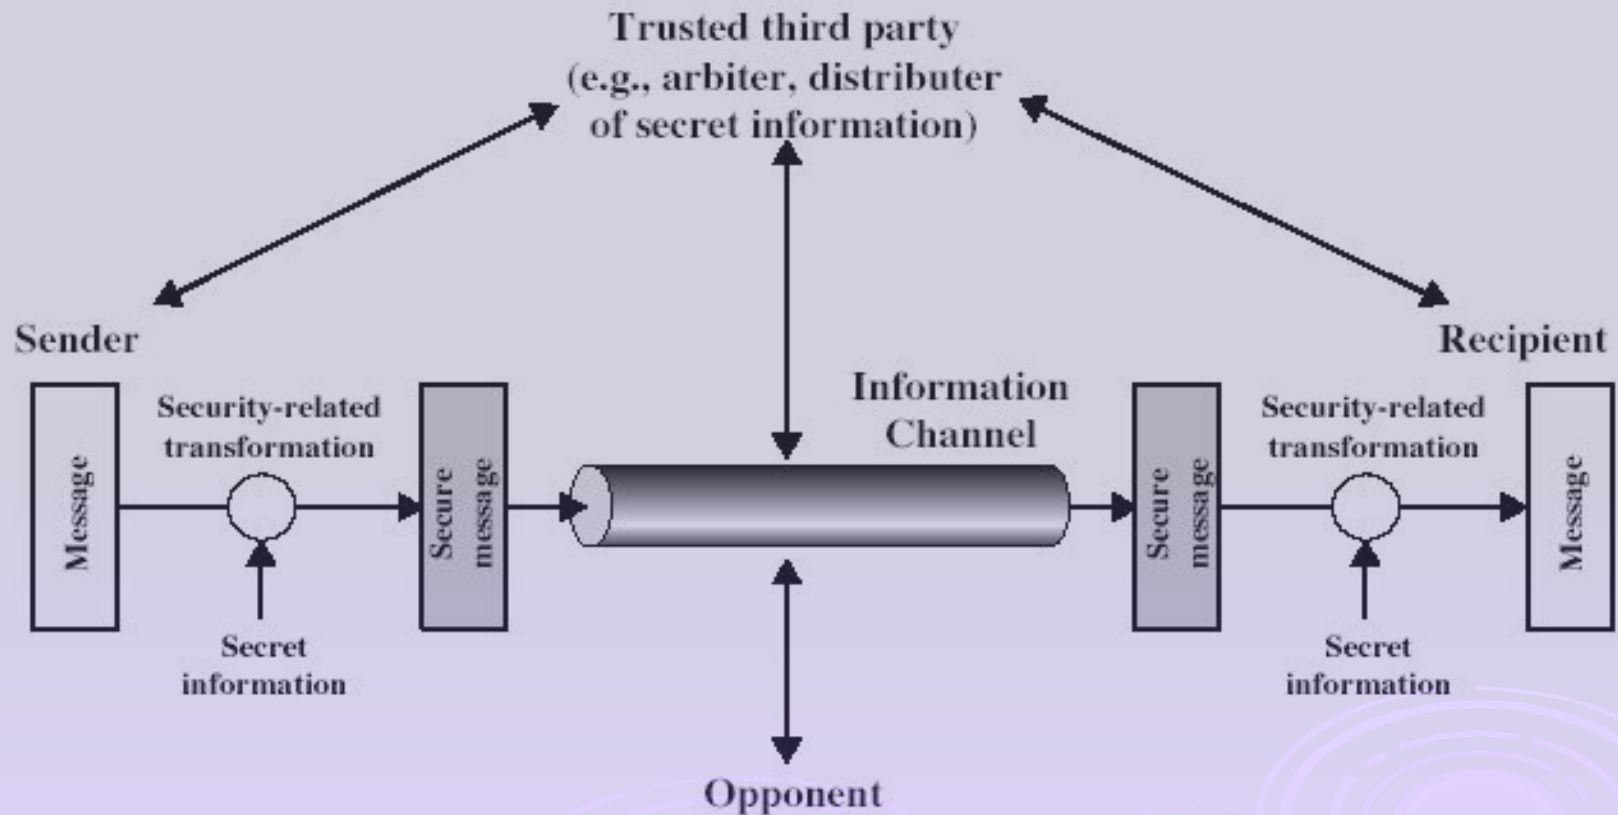 Trusted third party
(e.g., arbiter, distributer
of secret information)
Sender
Recipient
Information
Channel
Security-related
transformation
Security-related
transformation
Message
Secure
message
Secure
message
Message
Secret
information
Secret
information
Opponent